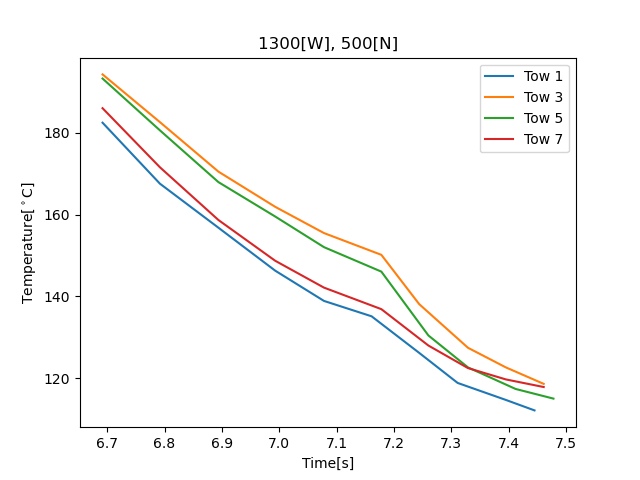 1300[W], 500[N]
Tow 1
Tow 3
Tow 5
Tow 7
Temperature[°C]
180
160
140
120
6.7 6.8 6.9 7.0 7.1 7.2 7.3 7.4 7.5
Time[s]